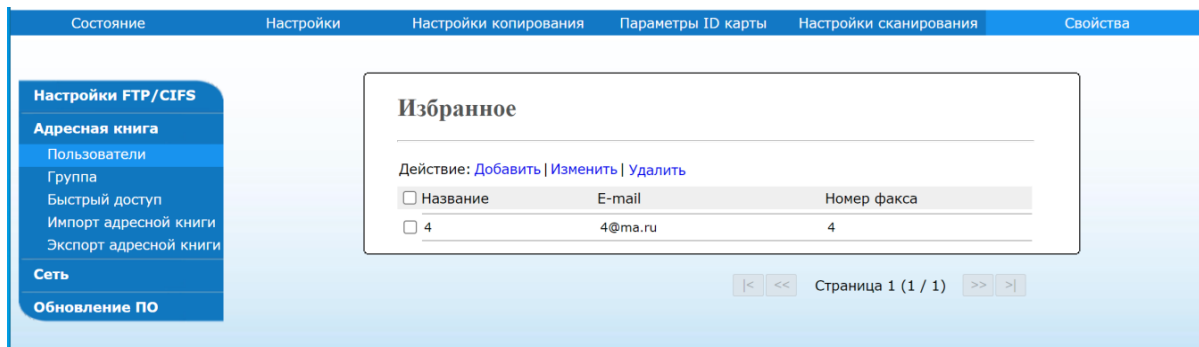 Состояние Настройки Настройки копирования Параметры ID карты Настройки сканирования Свойства
Настройки FTP/CIFS
Адресная книга
Пользователи
Группа
Быстрый доступ
Импорт адресной книги
Экспорт адресной книги
Сеть
Обновление ПО
Избранное
Действие: Добавить | Изменить | Удалить
Название E-mail Номер факса
4 4@ma.ru 4
|< << Страница 1 (1 / 1) >> >|